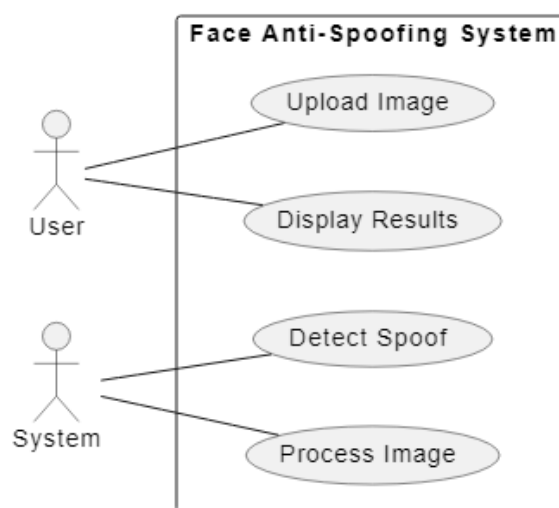 Face Anti-Spoofing System
Upload Image
User
Display Results
Detect Spoof
System
Process Image